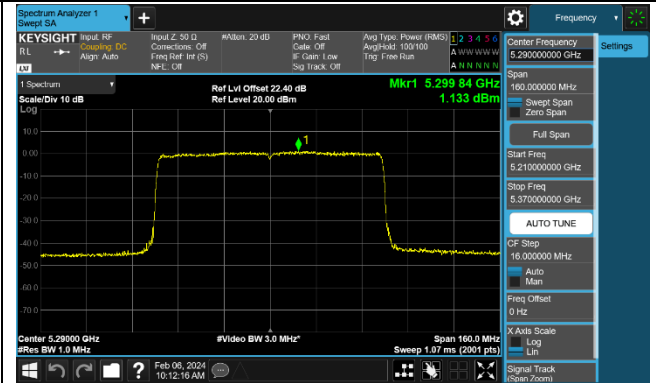 Spectrum Analyzer 1
Swept SA
+
Frequency
KEYSIGHT
RL
LXI
Input: RF
Coupling: DC
Align: Auto
Input Z: 50 Ω
Corrections: Off
Freq Ref: Int (S)
NFE: Off
#Atten: 20 dB
PNO: Fast
Gate: Off
IF Gain: Low
Sig Track: Off
Avg Type: Power (RMS)
Avg|Hold: 100/100
Trig: Free Run
1 2 3 4 5 6
A W W W W W
A N N N N N
1 Spectrum
Scale/Div 10 dB
Log
Ref Lvl Offset 22.40 dB
Ref Level 20.00 dBm
Mkr1 5.299 84 GHz
1.133 dBm
10.0
0.00
-10.0
-20.0
-30.0
-40.0
-50.0
-60.0
-70.0
1
Center 5.29000 GHz
#Res BW 1.0 MHz
#Video BW 3.0 MHz*
Span 160.0 MHz
Sweep 1.07 ms (2001 pts)
Feb 06, 2024
10:12:16 AM
?
Center Frequency
5.290000000 GHz
Settings
Span
160.000000 MHz
Swept Span
Zero Span
Full Span
Start Freq
5.210000000 GHz
Stop Freq
5.370000000 GHz
AUTO TUNE
CF Step
16.000000 MHz
Auto
Man
Freq Offset
0 Hz
X Axis Scale
Log
Lin
Signal Track
(Span Zoom)